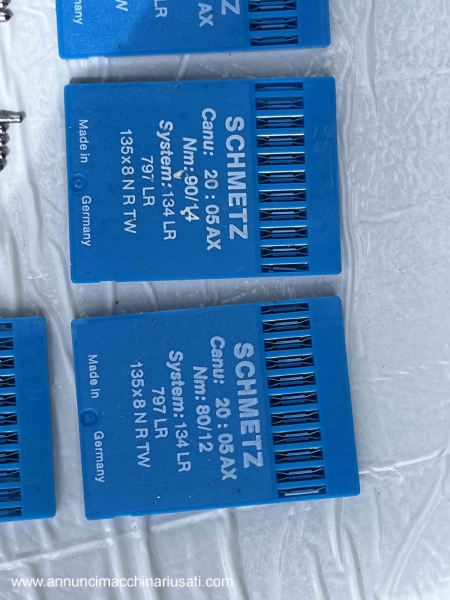 W
AX
Germany
SCHMETZ
Canu: 20 : 05 AX
Nm: 90/14
System: 134 LR
797 LR
135x8 N R TW
Made in Germany
SCHMETZ
Canu: 20 : 05 AX
Nm: 80/12
System: 134 LR
797 LR
135x8 N R TW
Made in Germany
www.annuncimacchinariusati.com